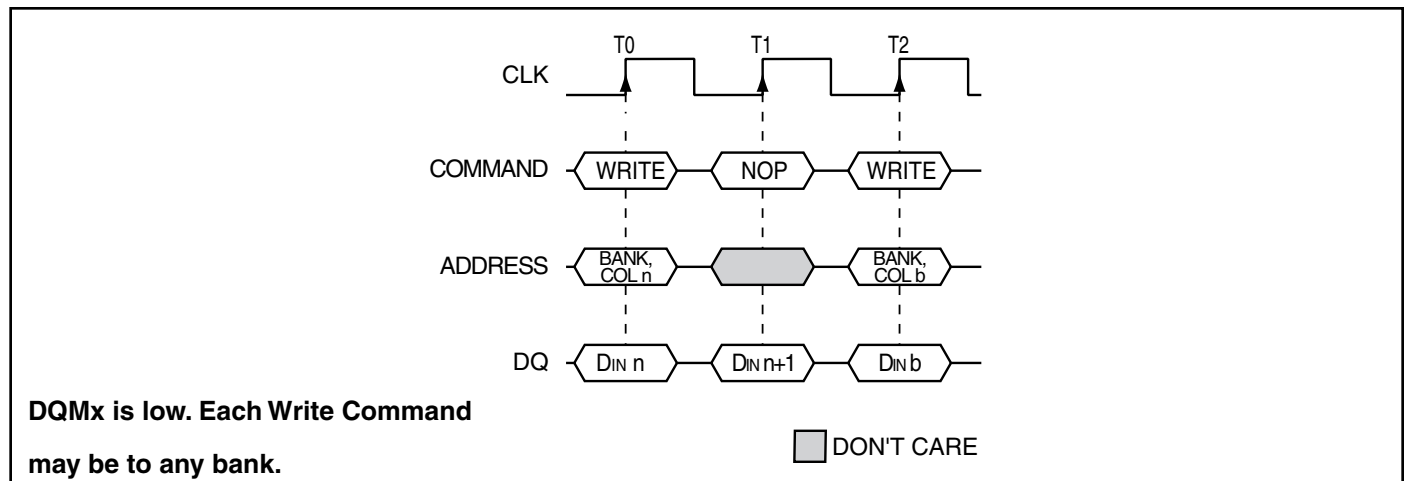 T0 T1 T2
CLK
COMMAND WRITE NOP WRITE
ADDRESS BANK, COL n BANK, COL b
DQ DIN n DIN n+1 DIN b
DQMx is low. Each Write Command
may be to any bank.
DON'T CARE